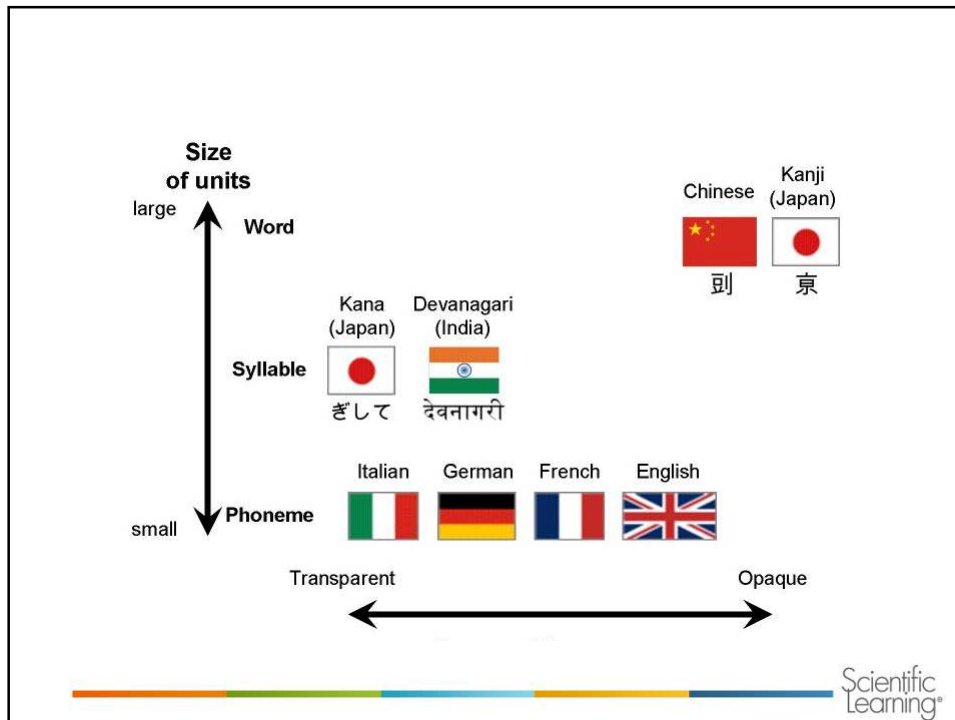 Size
of units
large
Word
Chinese
Kanji
(Japan)
京
Kana
(Japan)
Devanagari
(India)
Syllable
ぎして
देवनागरी
Italian
German
French
English
Phoneme
small
Transparent
Opaque
Scientific
Learning®